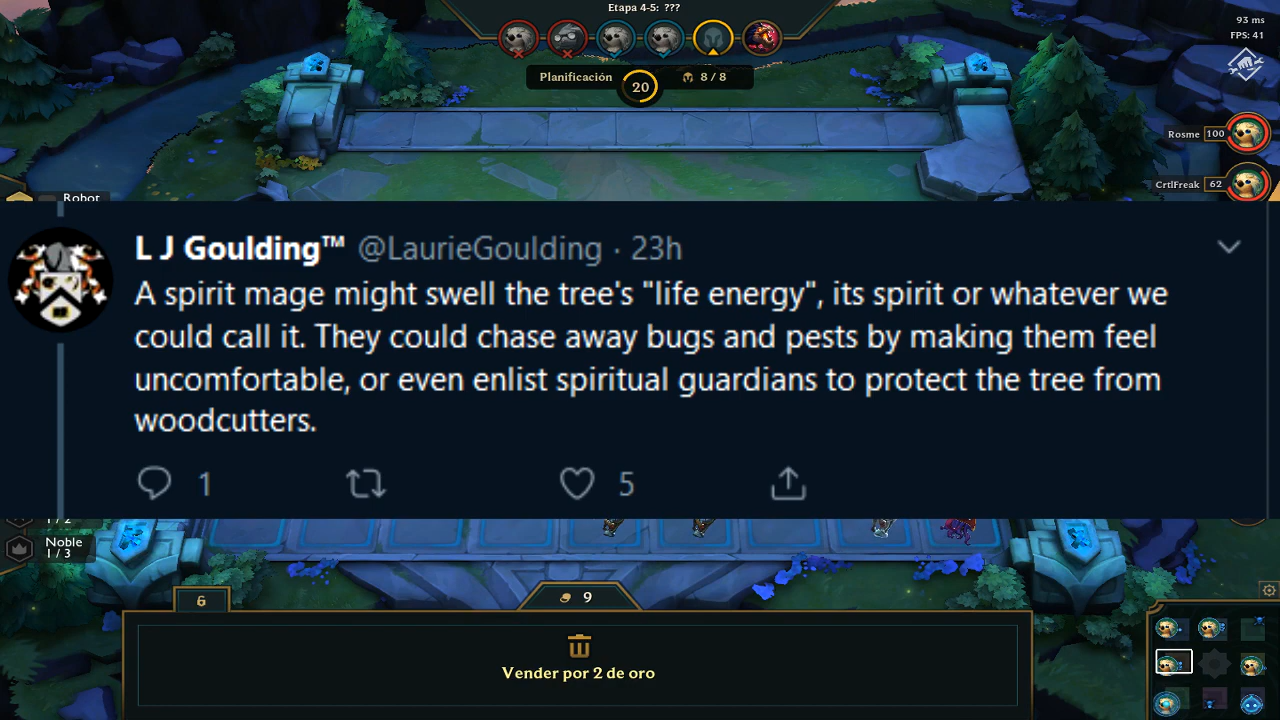 Etapa 4-5: ???
93 ms
FPS: 41
Planificación
20
8 / 8
Rosme 100
CrtlFreak 62
Robot
L J Goulding™ @LaurieGoulding · 23h
A spirit mage might swell the tree's "life energy", its spirit or whatever we
could call it. They could chase away bugs and pests by making them feel
uncomfortable, or even enlist spiritual guardians to protect the tree from
woodcutters.
1
5
1 / 2
Noble
1 / 3
6
9
Vender por 2 de oro